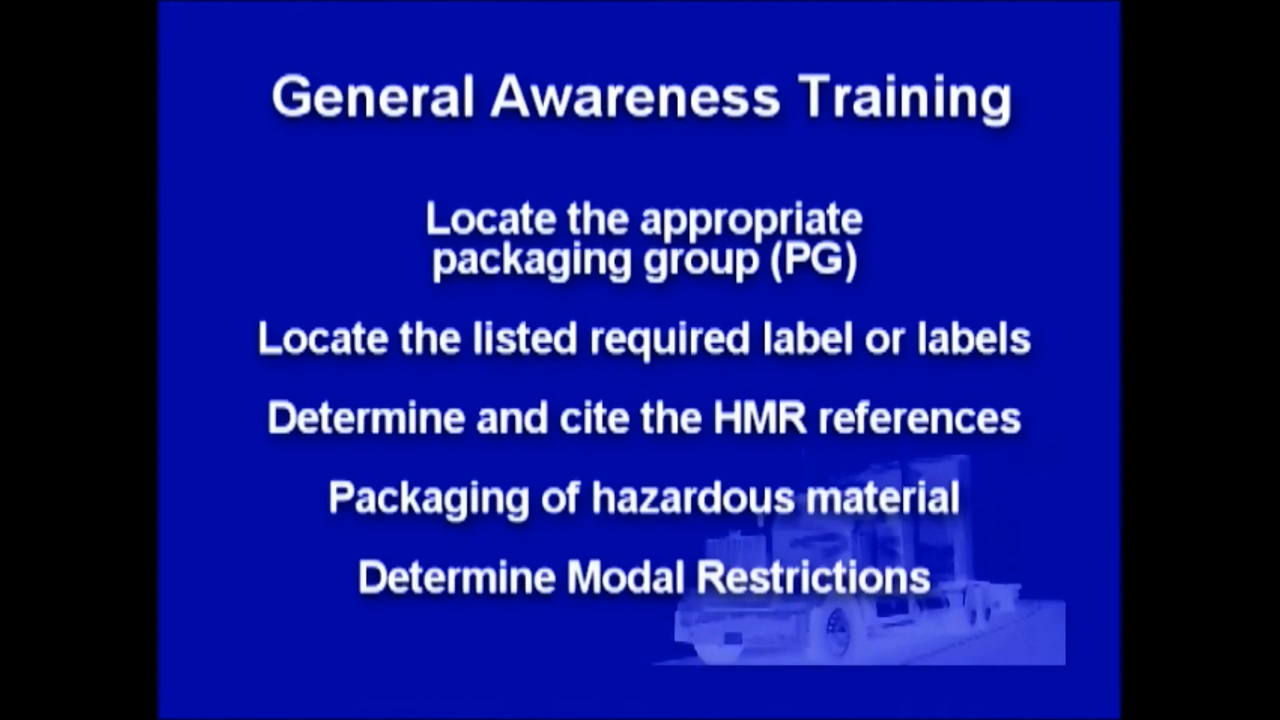 General Awareness Training
Locate the appropriate
packaging group (PG)
Locate the listed required label or labels
Determine and cite the HMR references
Packaging of hazardous material
Determine Modal Restrictions